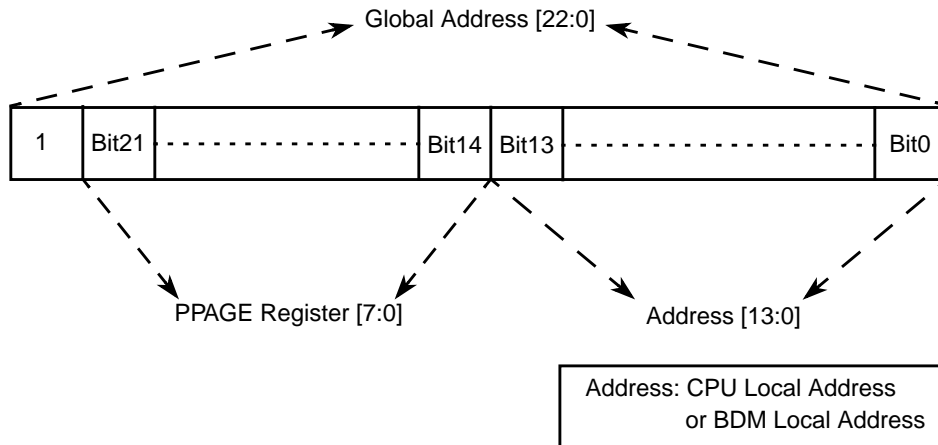 Global Address [22:0]
1 Bit21 Bit14 Bit13 Bit0
PPAGE Register [7:0] Address [13:0]
Address: CPU Local Address
or BDM Local Address